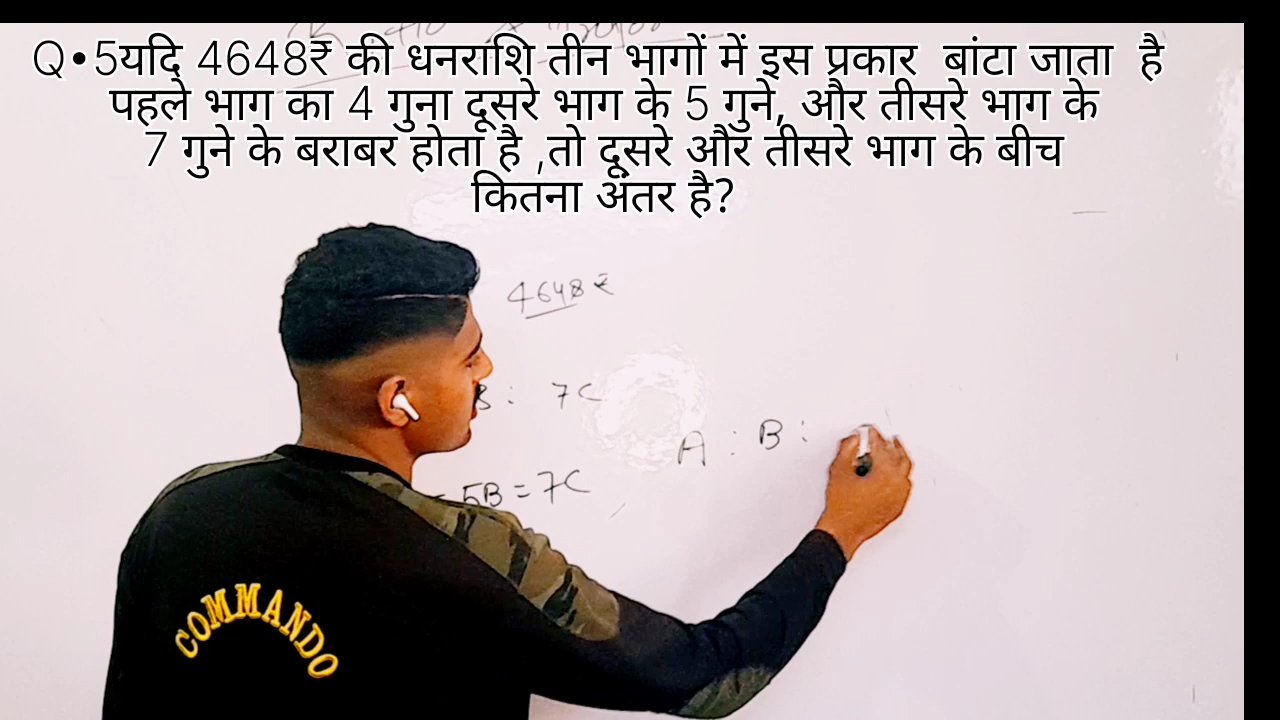 Q•5यदि 4648₹ की धनराशि तीन भागों में इस प्रकार बांटा जाता है
पहले भाग का 4 गुना दूसरे भाग के 5 गुने, और तीसरे भाग के
7 गुने के बराबर होता है ,तो दूसरे और तीसरे भाग के बीच
कितना अंतर है?
4648₹
B : 7C
A : B :
= 5B = 7C
COMMANDO